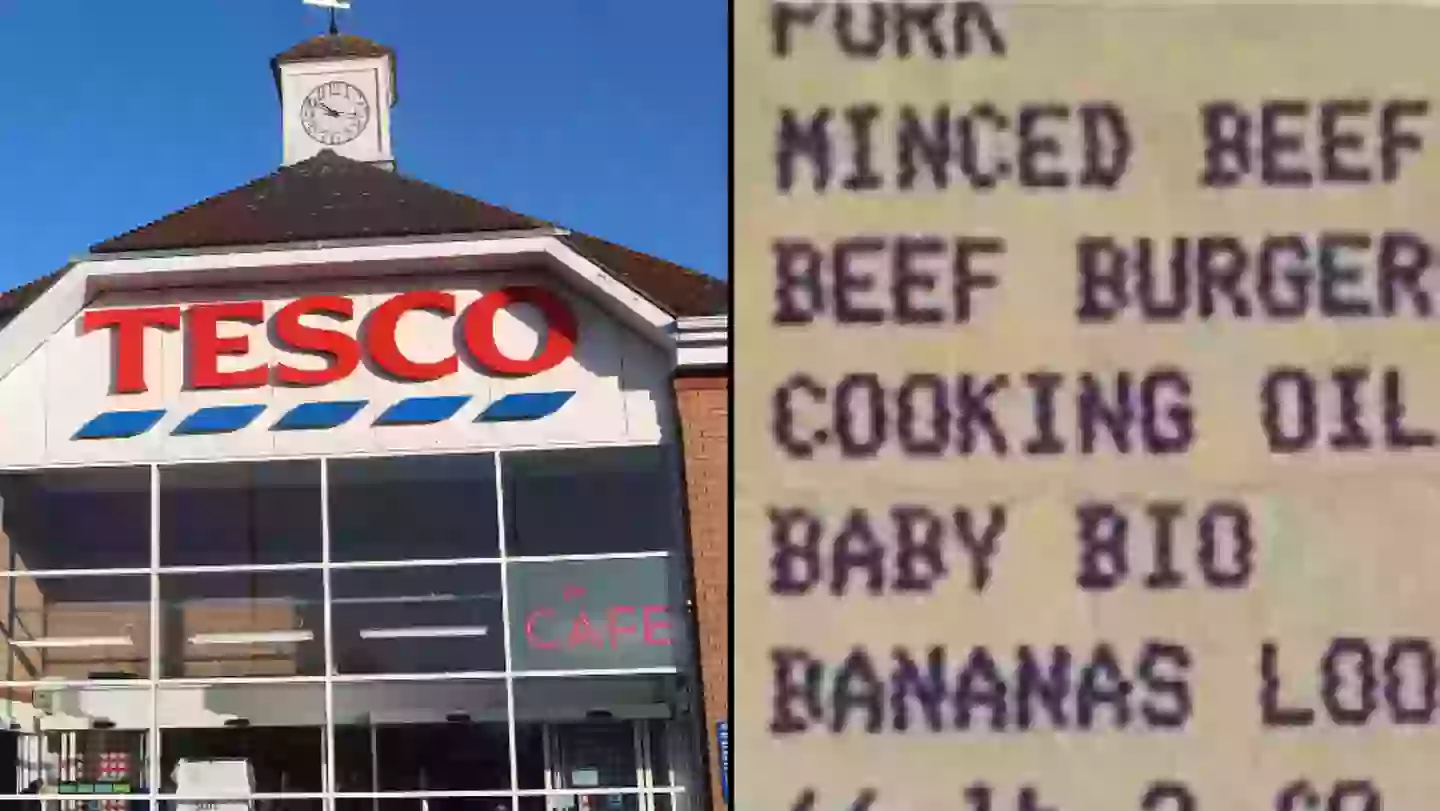 TESCO
CAFE
PORK
MINCED BEEF
BEEF BURGER
COOKING OIL
BABY BIO
BANANAS LOO